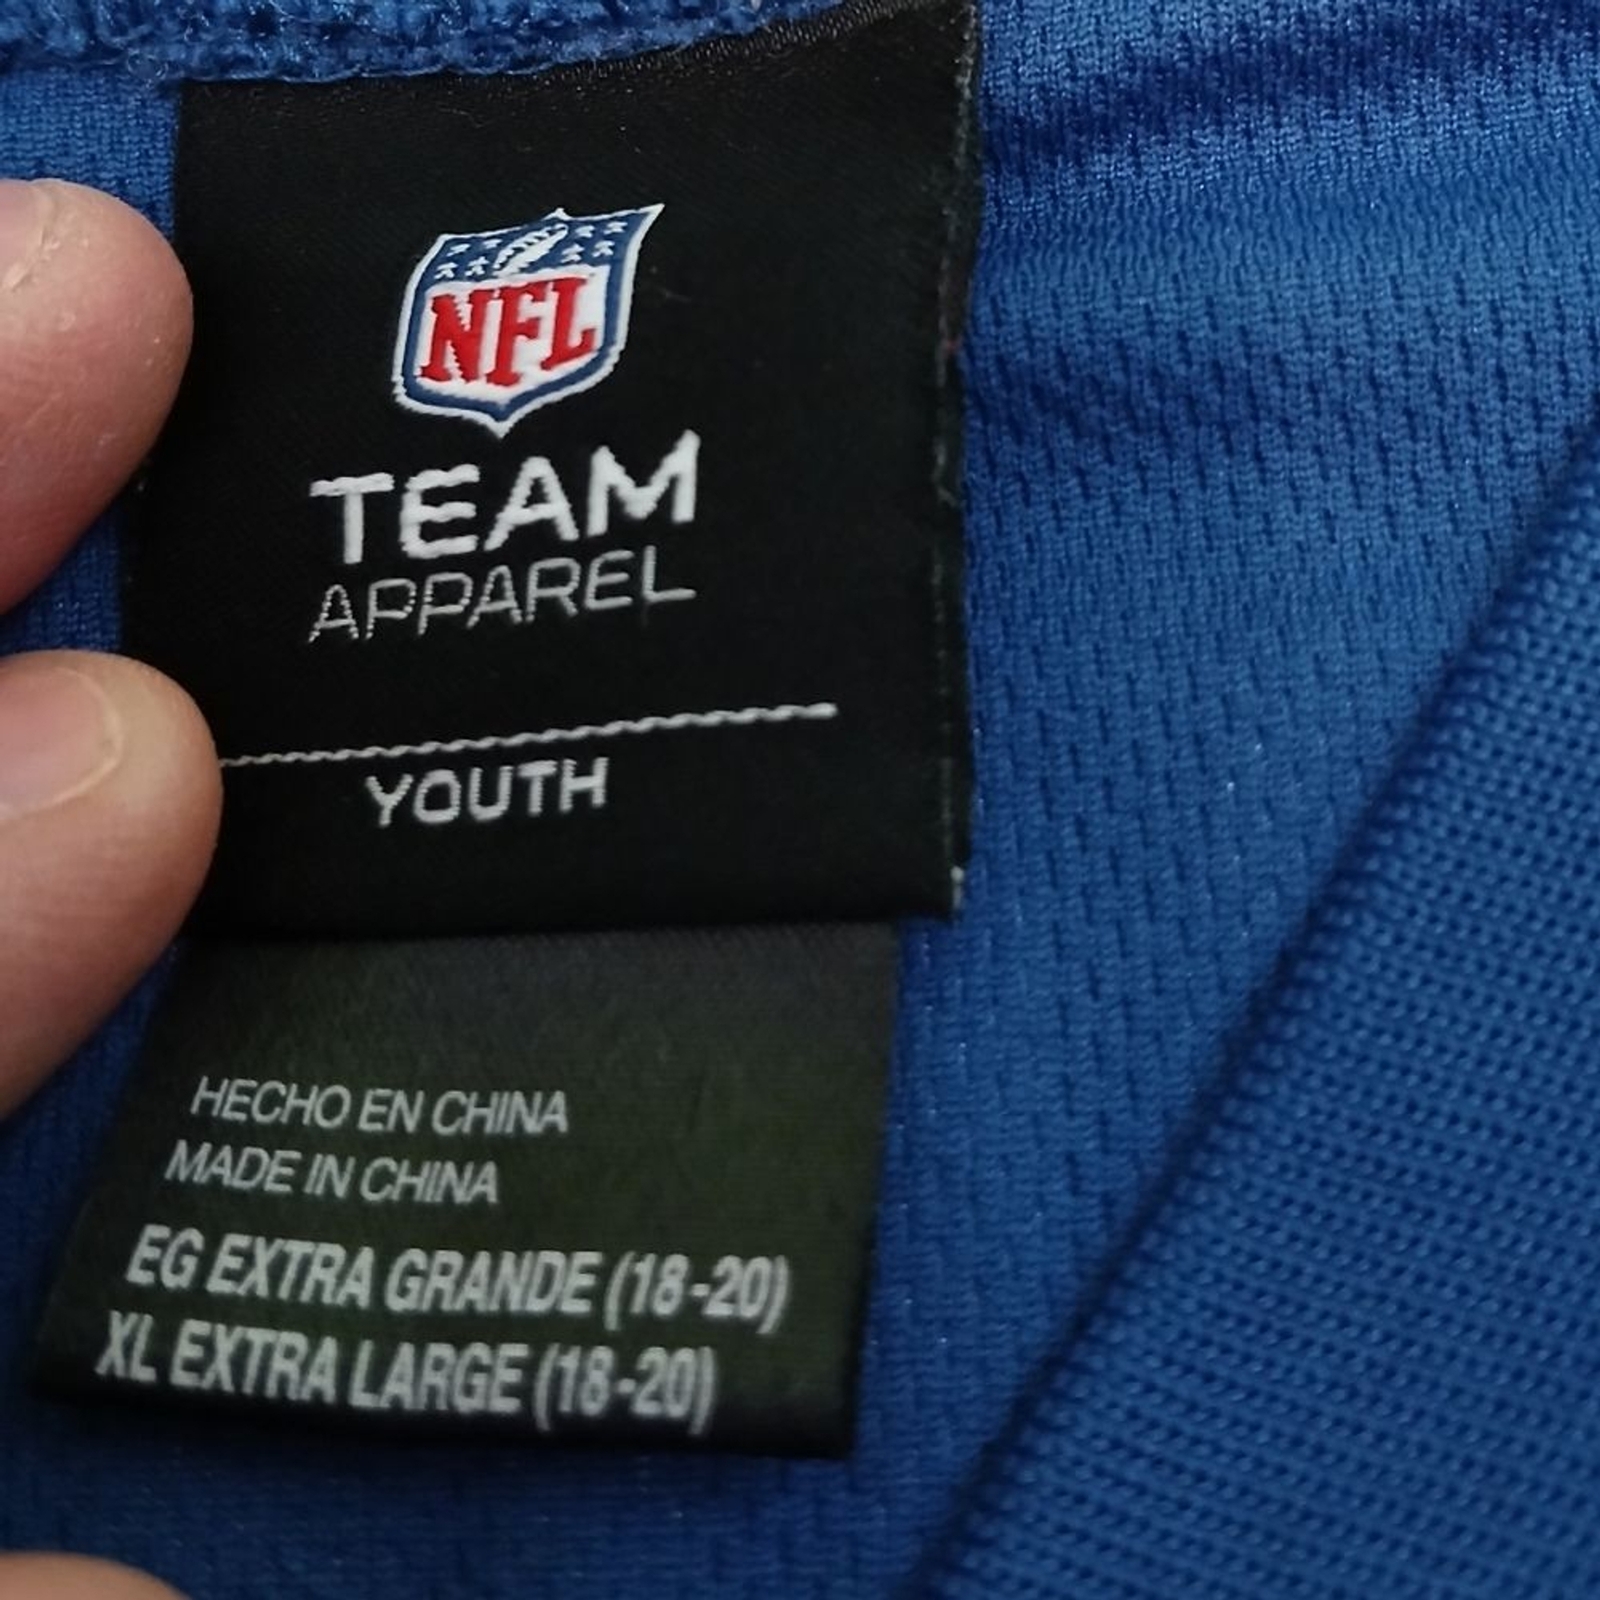 NFL
TEAM
APPAREL
YOUTH
HECHO EN CHINA
MADE IN CHINA
EG EXTRA GRANDE (18-20)
XL EXTRA LARGE (18-20)